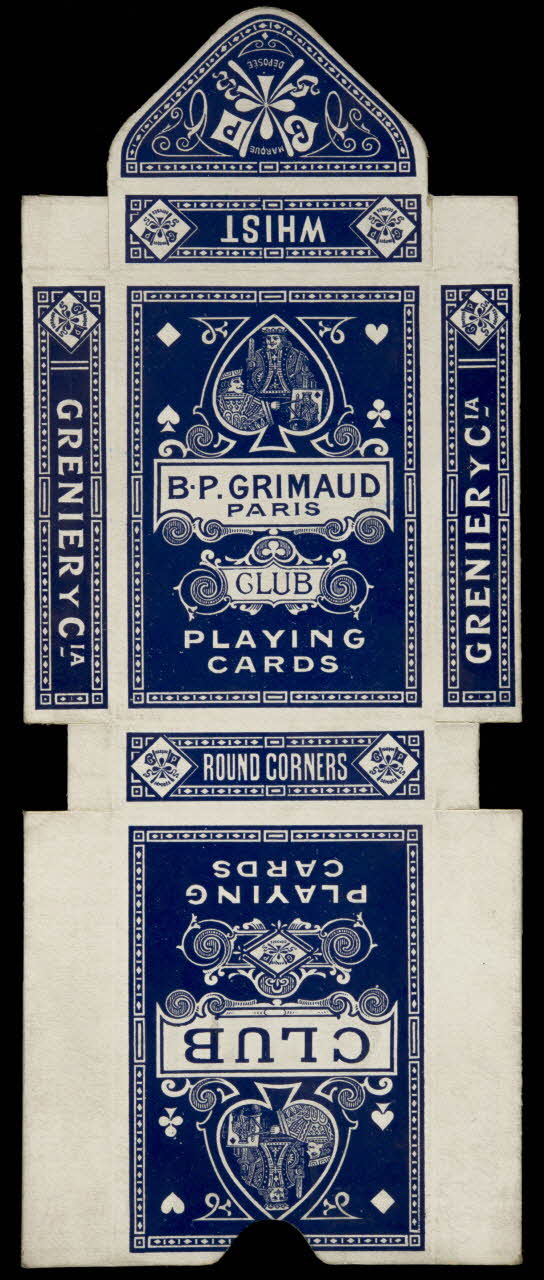 DEPOSÉE
G P
MARQUE
WHIST
GRENIER Y CIA
B·P. GRIMAUD
PARIS
CLUB
PLAYING
CARDS
GRENIER Y CIA
ROUND CORNERS
PLAYING
CARDS
CLUB